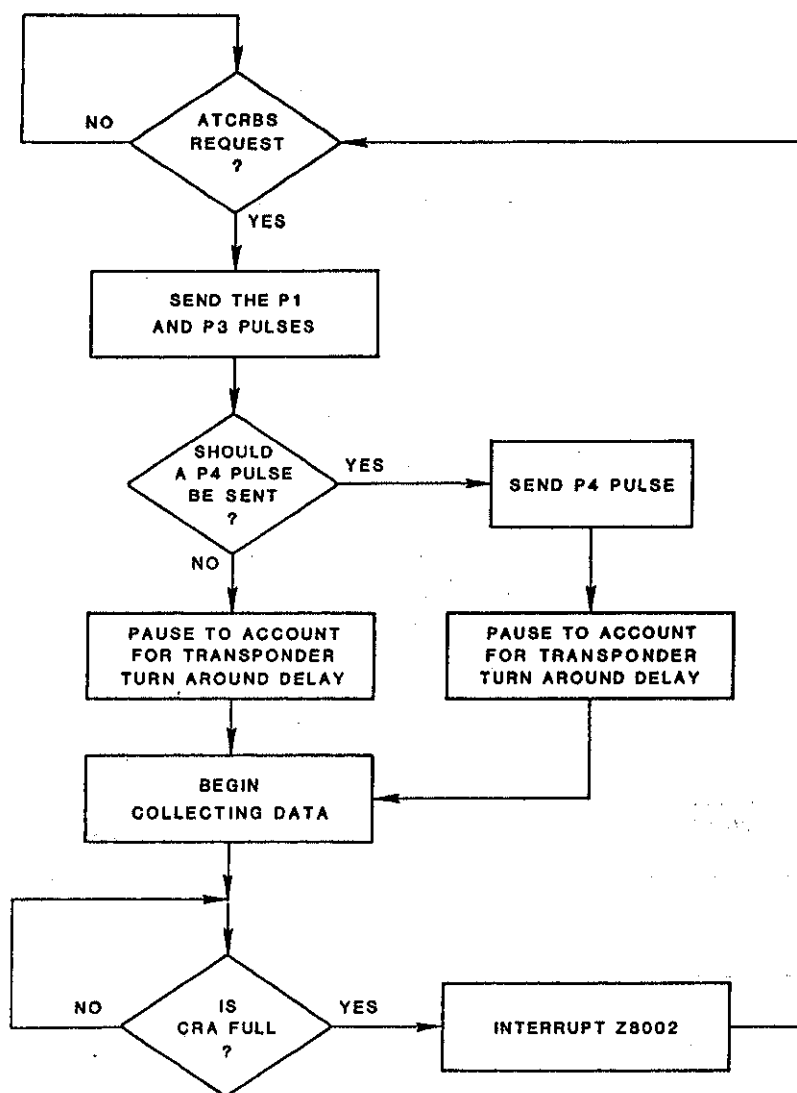 ATCRBS
REQUEST
?
NO
YES
SEND THE P1
AND P3 PULSES
SHOULD
A P4 PULSE
BE SENT
?
YES
NO
SEND P4 PULSE
PAUSE TO ACCOUNT
FOR TRANSPONDER
TURN AROUND DELAY
PAUSE TO ACCOUNT
FOR TRANSPONDER
TURN AROUND DELAY
BEGIN
COLLECTING DATA
NO
IS
CRA FULL
?
YES
INTERRUPT Z8002